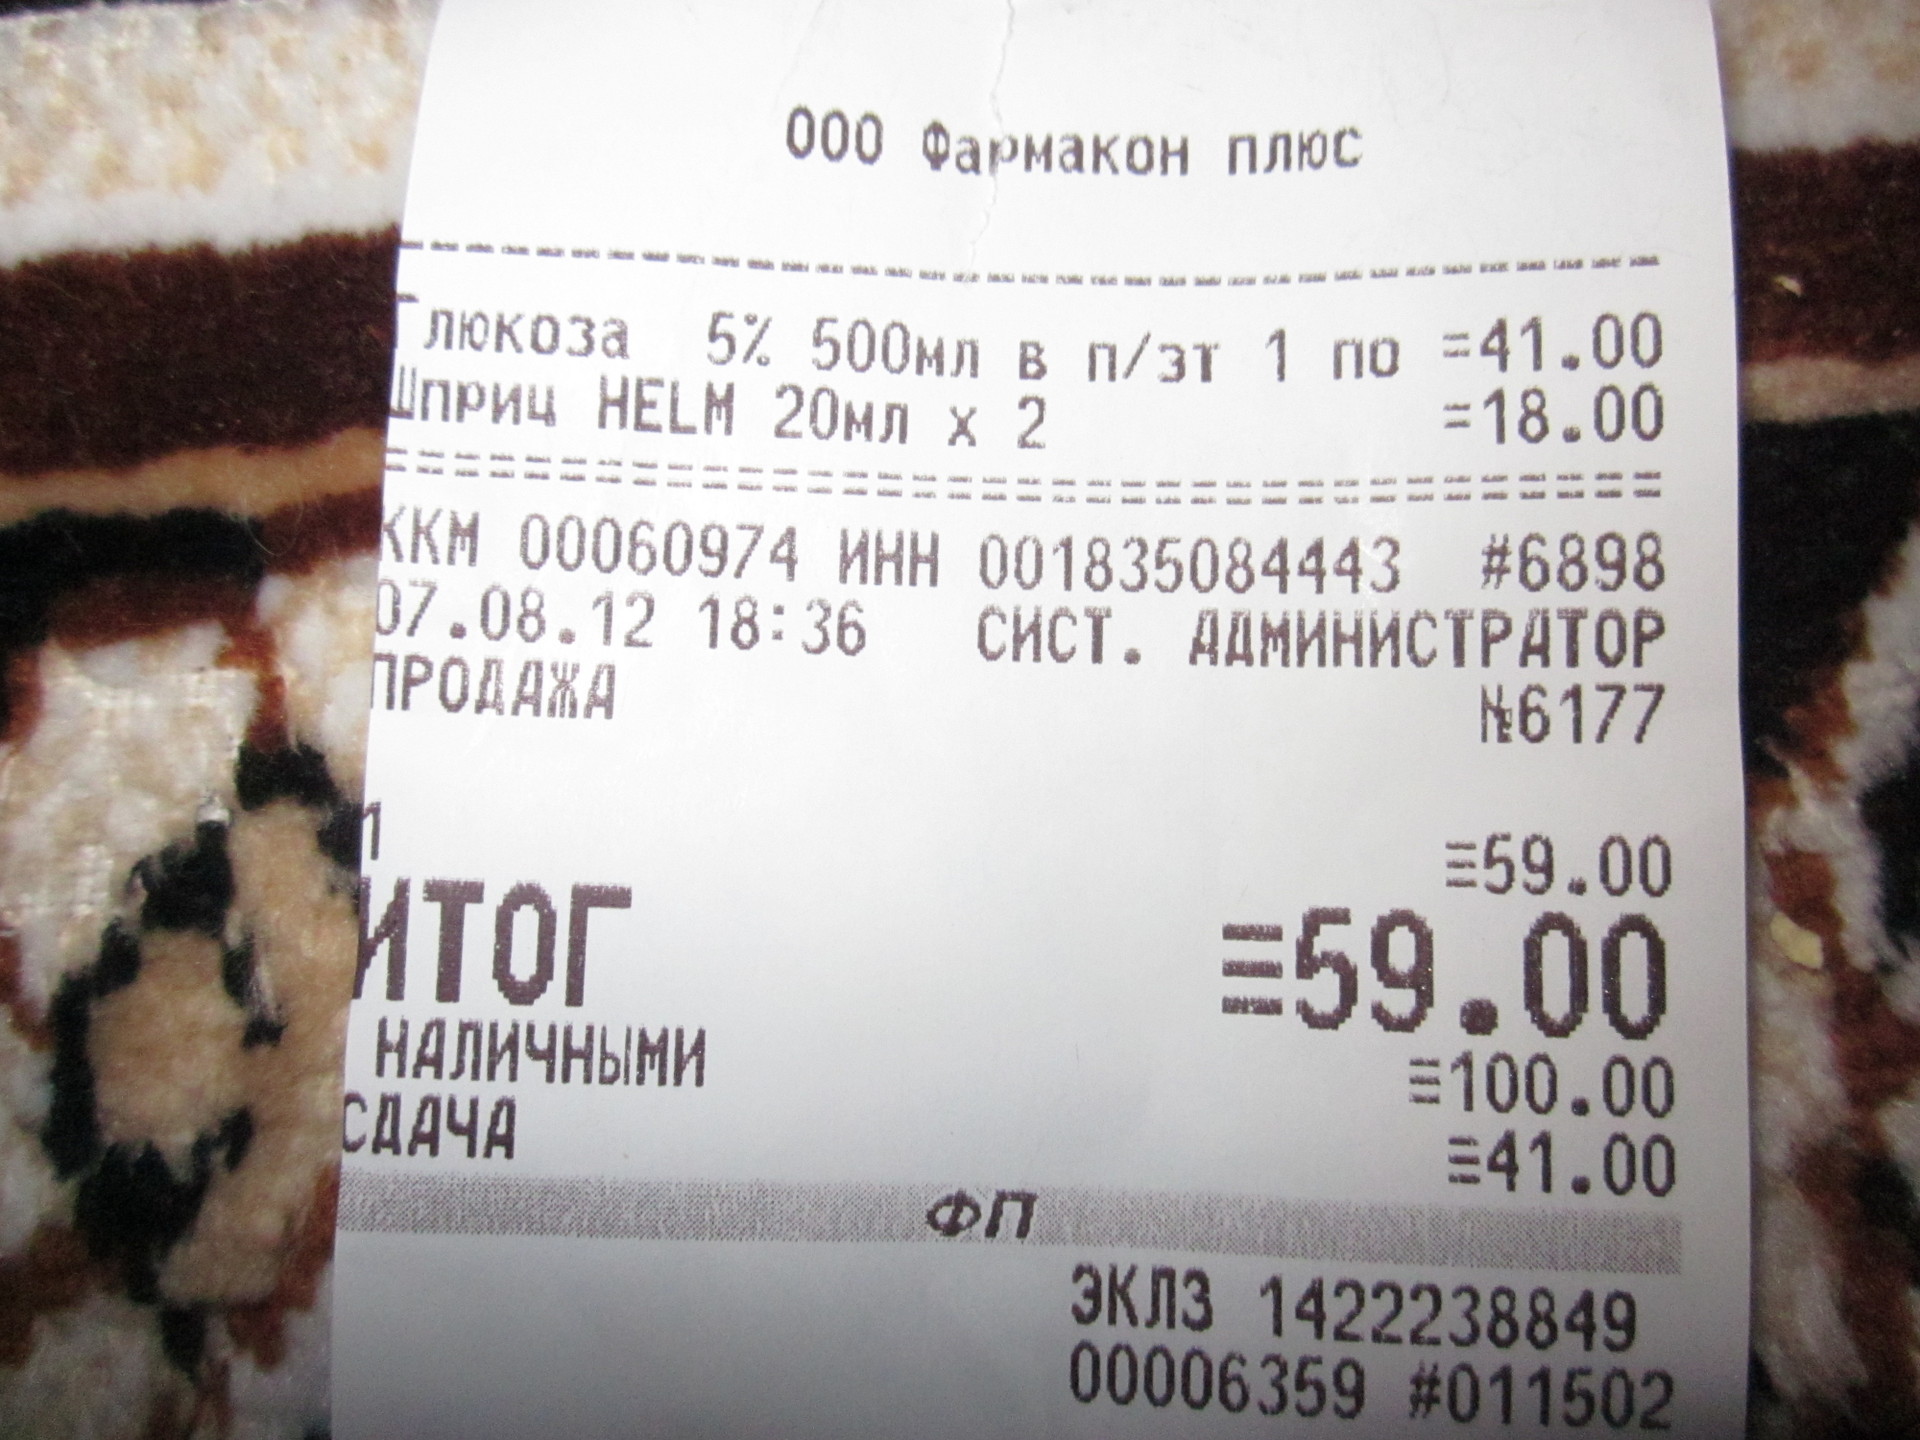 ООО Фармакон плюс
Глюкоза 5% 500мл в п/эт 1 по =41.00
Шприц HELM 20мл х 2 =18.00
ККМ 00060974 ИНН 001835084443 #6898
07.08.12 18:36 СИСТ. АДМИНИСТРАТОР
ПРОДАЖА №6177
1 ≡59.00
ИТОГ ≡59.00
НАЛИЧНЫМИ ≡100.00
СДАЧА ≡41.00
ФП
ЭКЛЗ 1422238849
00006359 #011502